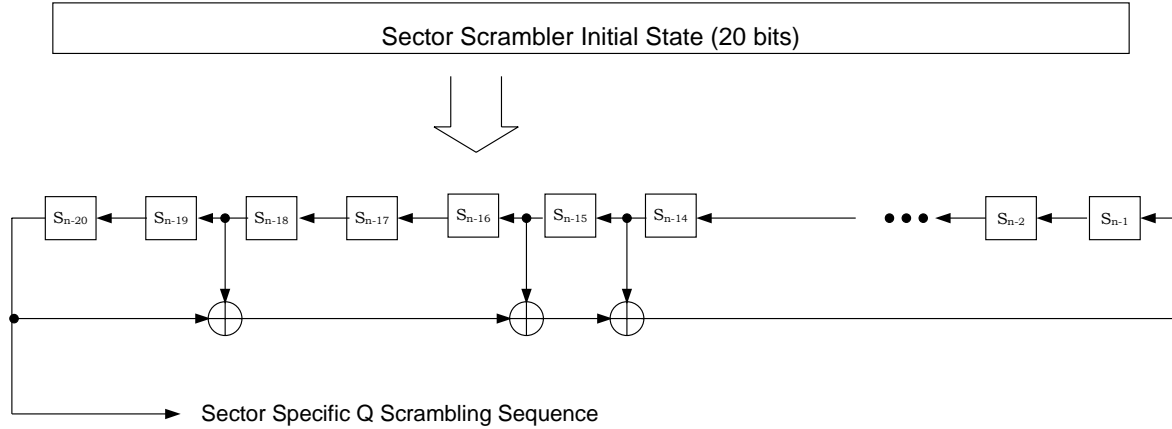 Sector Scrambler Initial State (20 bits)
Sn-20 Sn-19 Sn-18 Sn-17 Sn-16 Sn-15 Sn-14 Sn-2 Sn-1
Sector Specific Q Scrambling Sequence